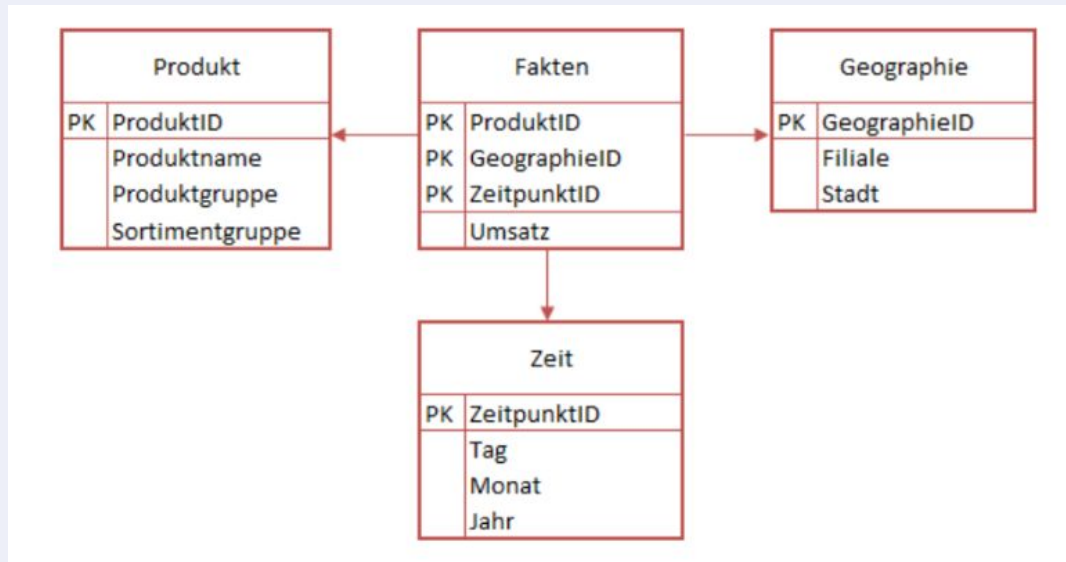 Produkt
PK ProduktID
Produktname
Produktgruppe
Sortimentgruppe
Fakten
PK ProduktID
PK GeographieID
PK ZeitpunktID
Umsatz
Geographie
PK GeographieID
Filiale
Stadt
Zeit
PK ZeitpunktID
Tag
Monat
Jahr